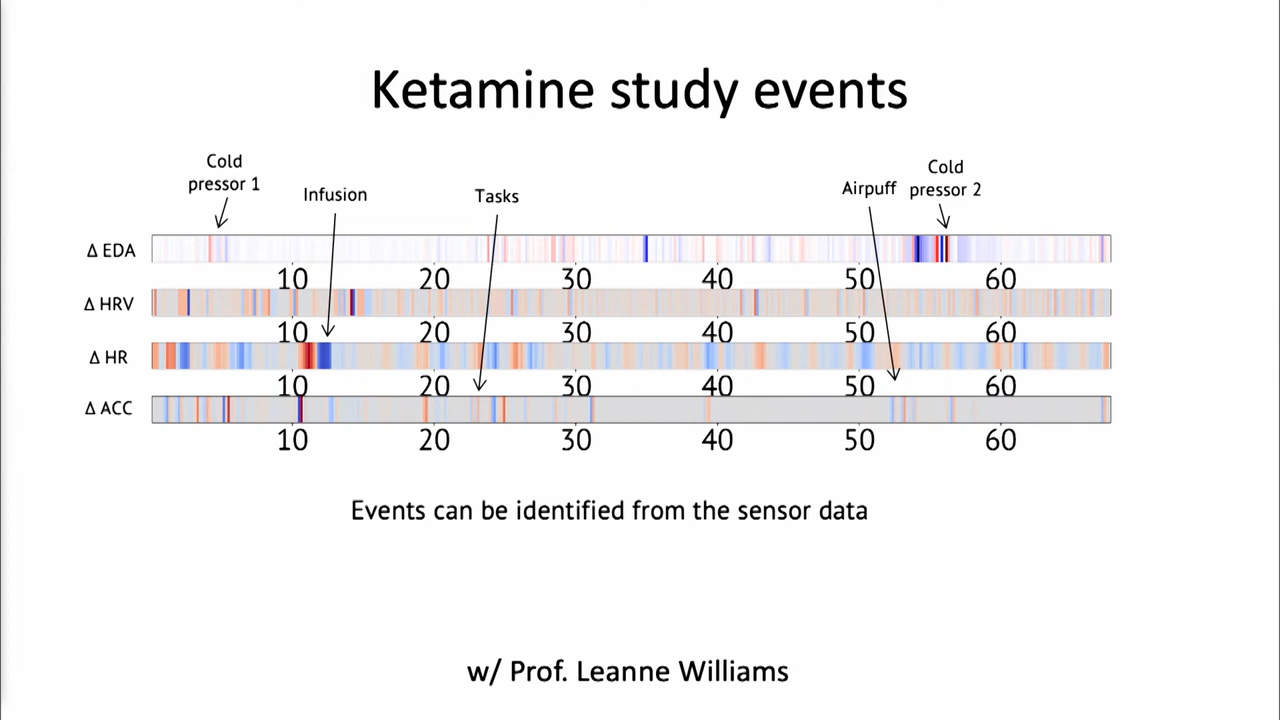 Ketamine study events
Cold
pressor 1
Infusion
Tasks
Airpuff
Cold
pressor 2
Δ EDA
10 20 30 40 50 60
Δ HRV
10 20 30 40 50 60
Δ HR
10 20 30 40 50 60
Δ ACC
10 20 30 40 50 60
Events can be identified from the sensor data
w/ Prof. Leanne Williams